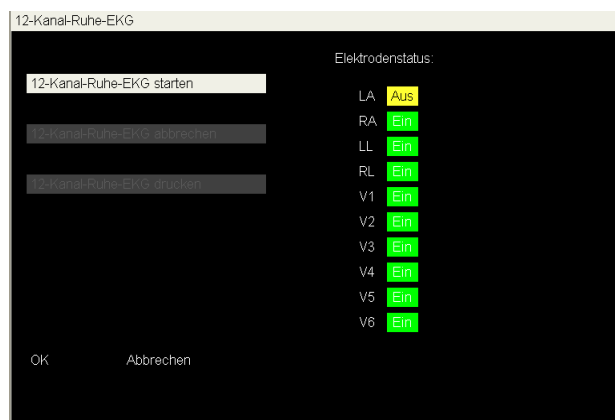 12-Kanal-Ruhe-EKG
Elektrodenstatus:
12-Kanal-Ruhe-EKG starten
12-Kanal-Ruhe-EKG abbrechen
12-Kanal-Ruhe-EKG drucken
LA Aus
RA Ein
LL Ein
RL Ein
V1 Ein
V2 Ein
V3 Ein
V4 Ein
V5 Ein
V6 Ein
OK Abbrechen